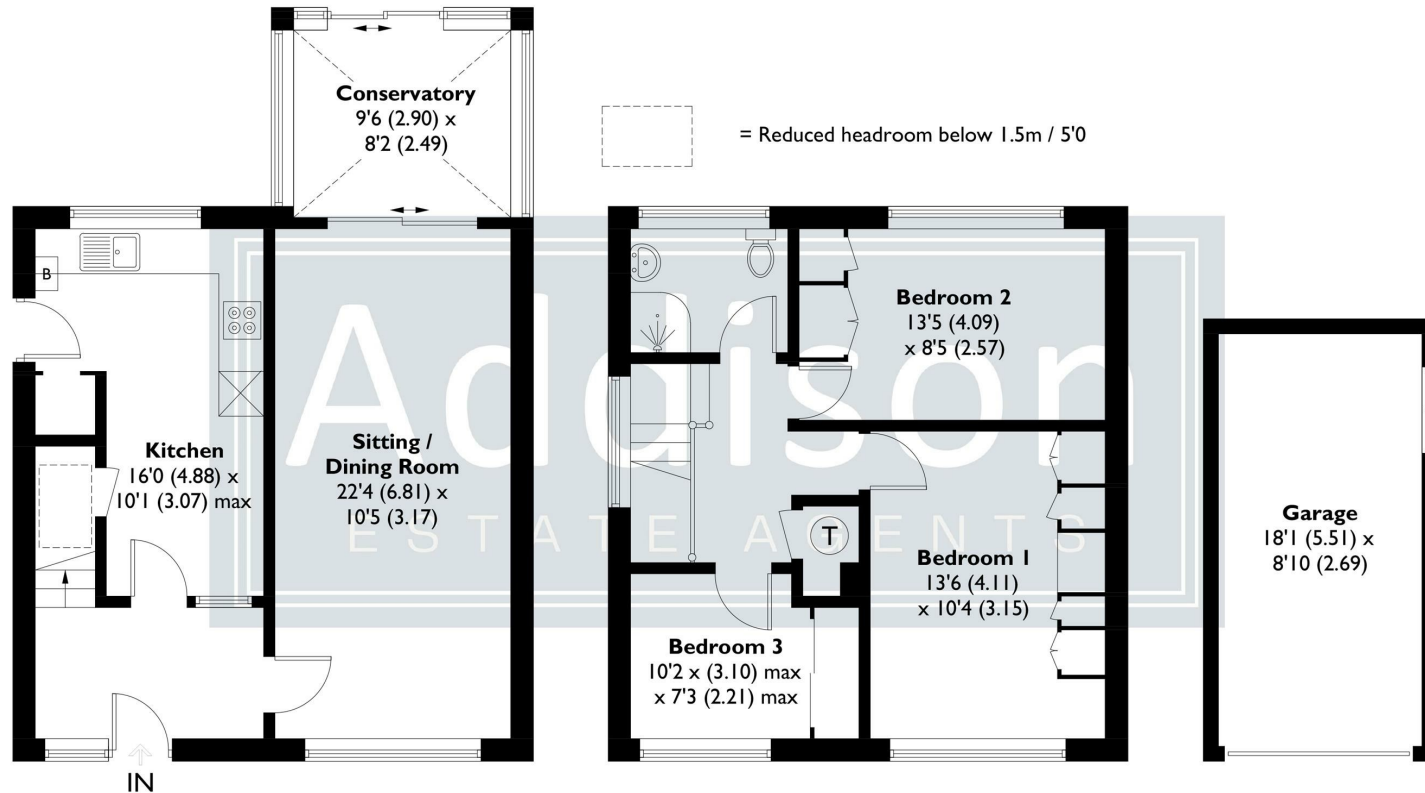 Conservatory
9'6 (2.90) x
8'2 (2.49)
= Reduced headroom below 1.5m / 5'0
B
Kitchen
16'0 (4.88) x
10'1 (3.07) max
Sitting /
Dining Room
22'4 (6.81) x
10'5 (3.17)
IN
Bedroom 2
13'5 (4.09)
x 8'5 (2.57)
T
Bedroom 1
13'6 (4.11)
x 10'4 (3.15)
Bedroom 3
10'2 x (3.10) max
x 7'3 (2.21) max
Garage
18'1 (5.51) x
8'10 (2.69)
Addison
ESTATE AGENTS